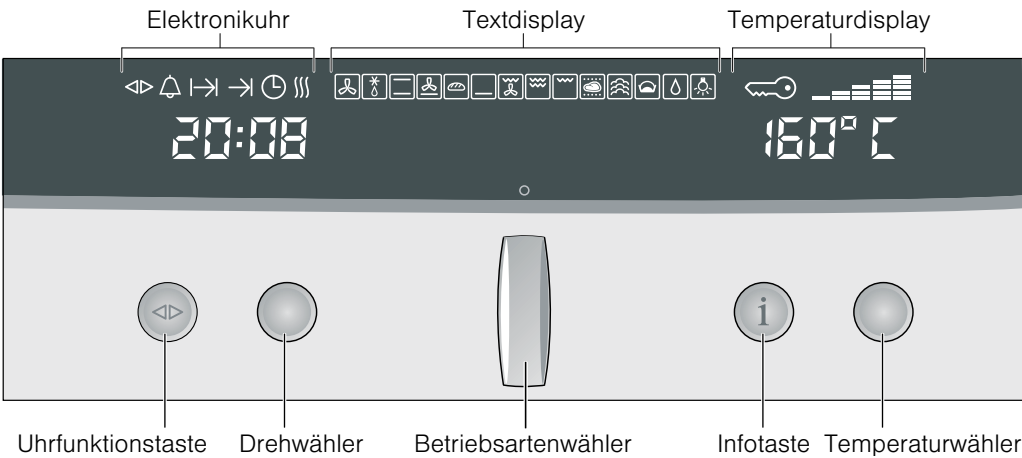 Elektronikuhr Textdisplay Temperaturdisplay
20:08 160°C
i
Uhrfunktionstaste Drehwähler Betriebsartenwähler Infotaste Temperaturwähler